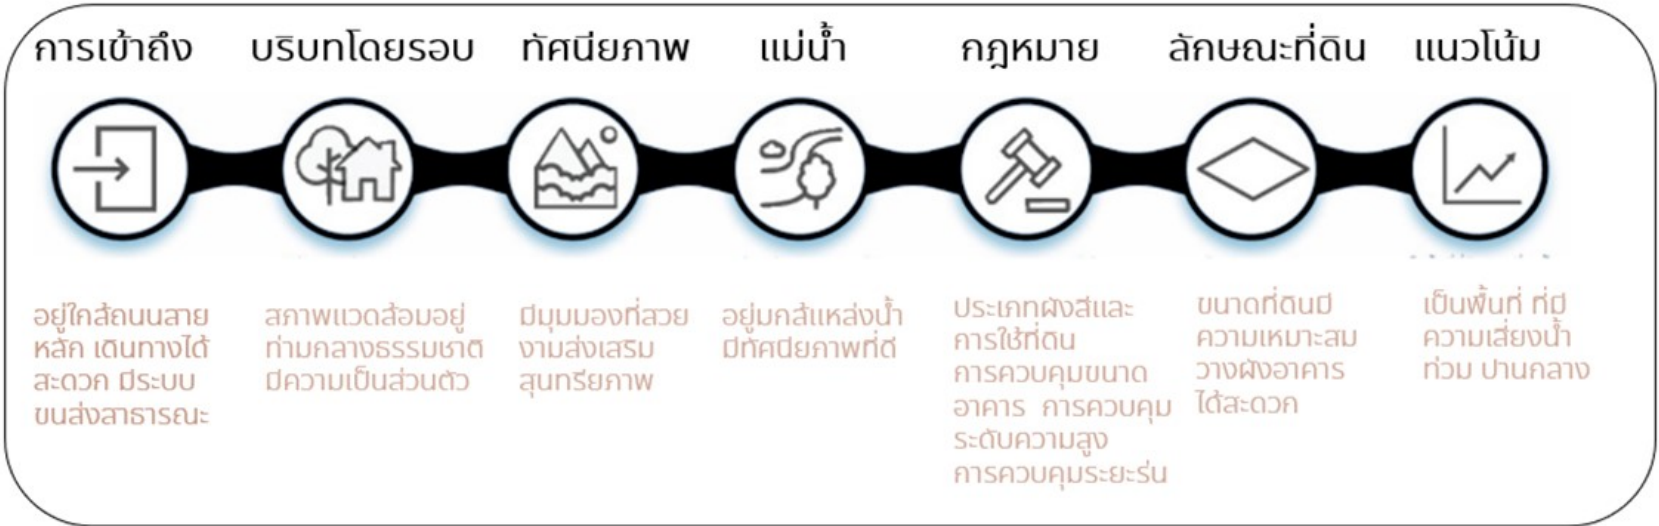 การเข้าถึง
บริบทโดยรอบ
ทัศนียภาพ
แม่น้ำ
กฎหมาย
ลักษณะที่ดิน
แนวโน้ม
อยู่ใกล้ถนนสาย
หลัก เดินทางได้
สะดวก มีระบบ
ขนส่งสาธารณะ
สภาพแวดล้อมอยู่
ท่ามกลางธรรมชาติ
มีความเป็นส่วนตัว
มีมุมมองที่สวย
งามส่งเสริม
สุนทรียภาพ
อยู่มกล้แหล่งน้ำ
มีทัศนิยภาพที่ดี
ประเภทผังสีและ
การใช้ที่ดิน
การควบคุมขนาด
อาคาร การควบคุม
ระดับความสูง
การควบคุมระยะร่น
ขนาดที่ดินมี
ความเหมาะสม
วางผังอาคาร
ได้สะดวก
เป็นพื้นที่ ที่มี
ความเสี่ยงน้ำ
ท่วม ปานกลาง